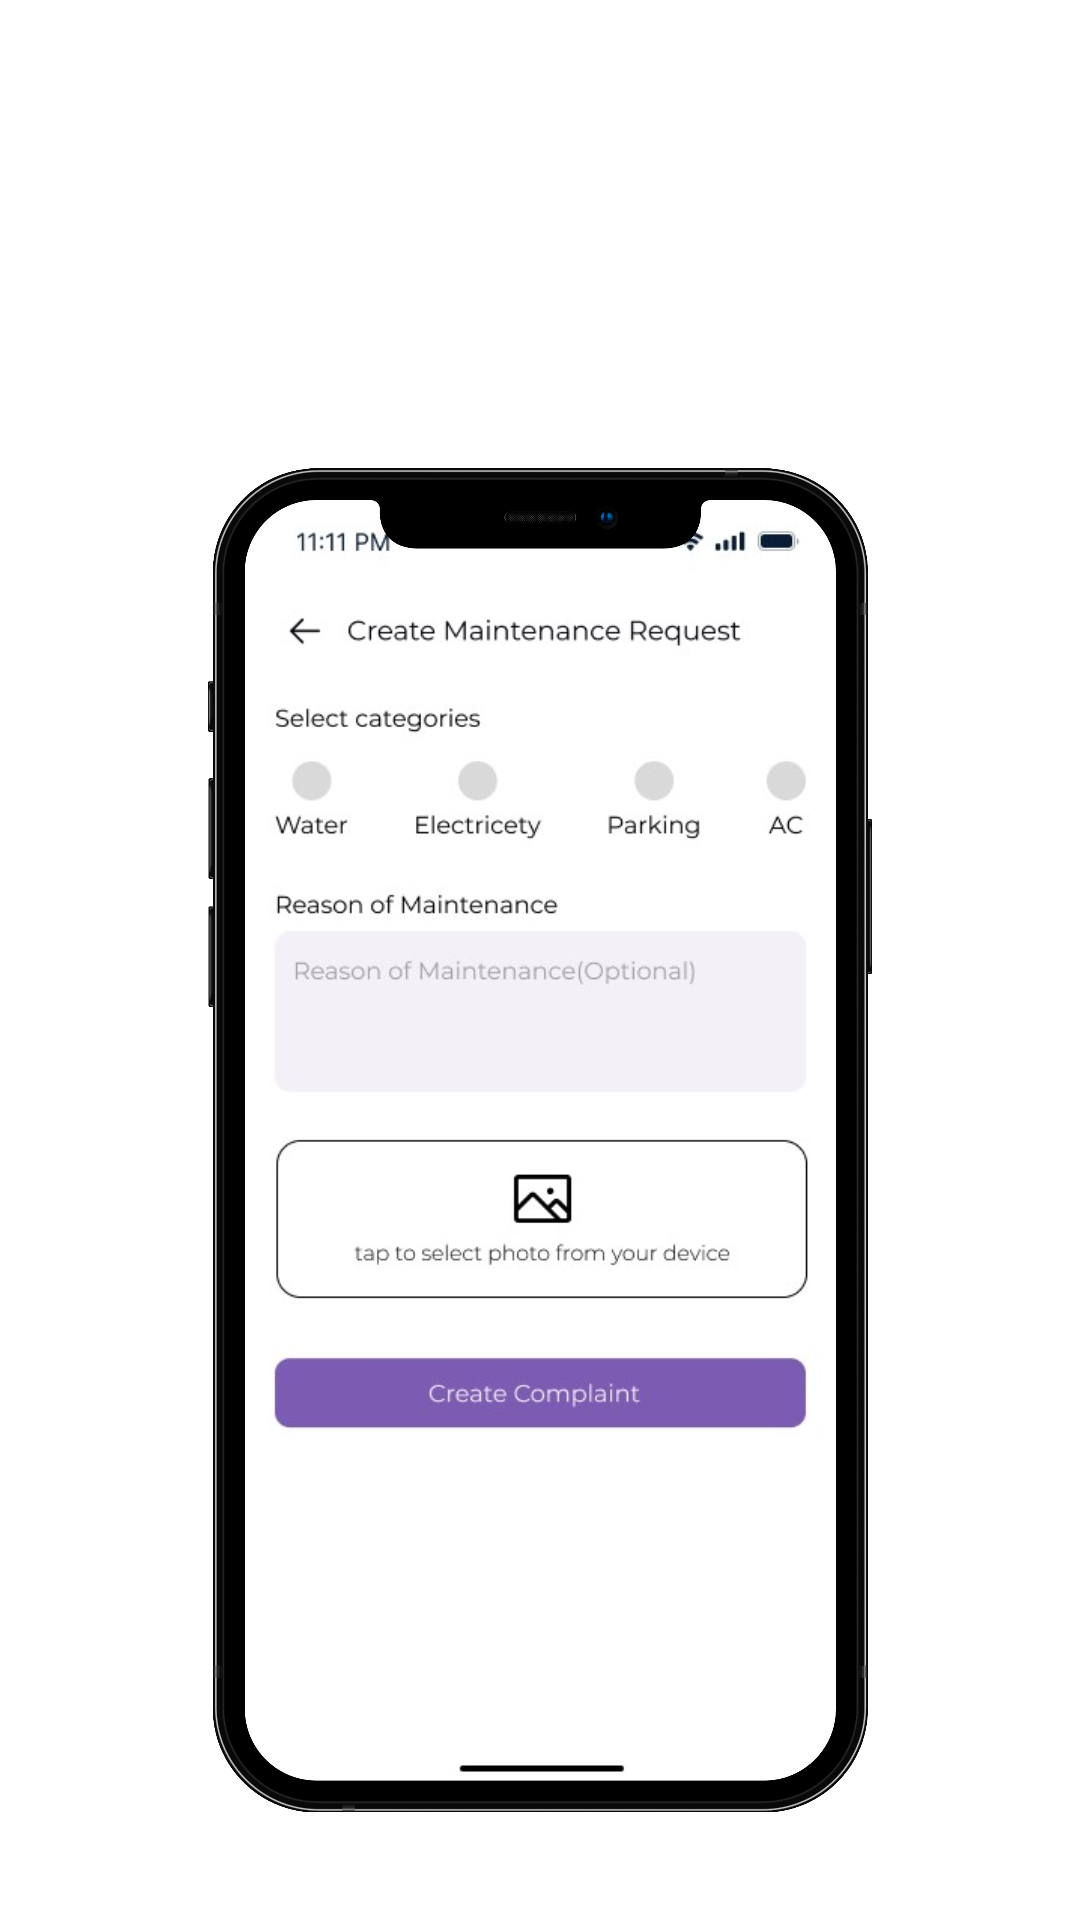 11:11 PM
Create Maintenance Request
Select categories
Water Electricety Parking AC
Reason of Maintenance
Reason of Maintenance(Optional)
tap to select photo from your device
Create Complaint